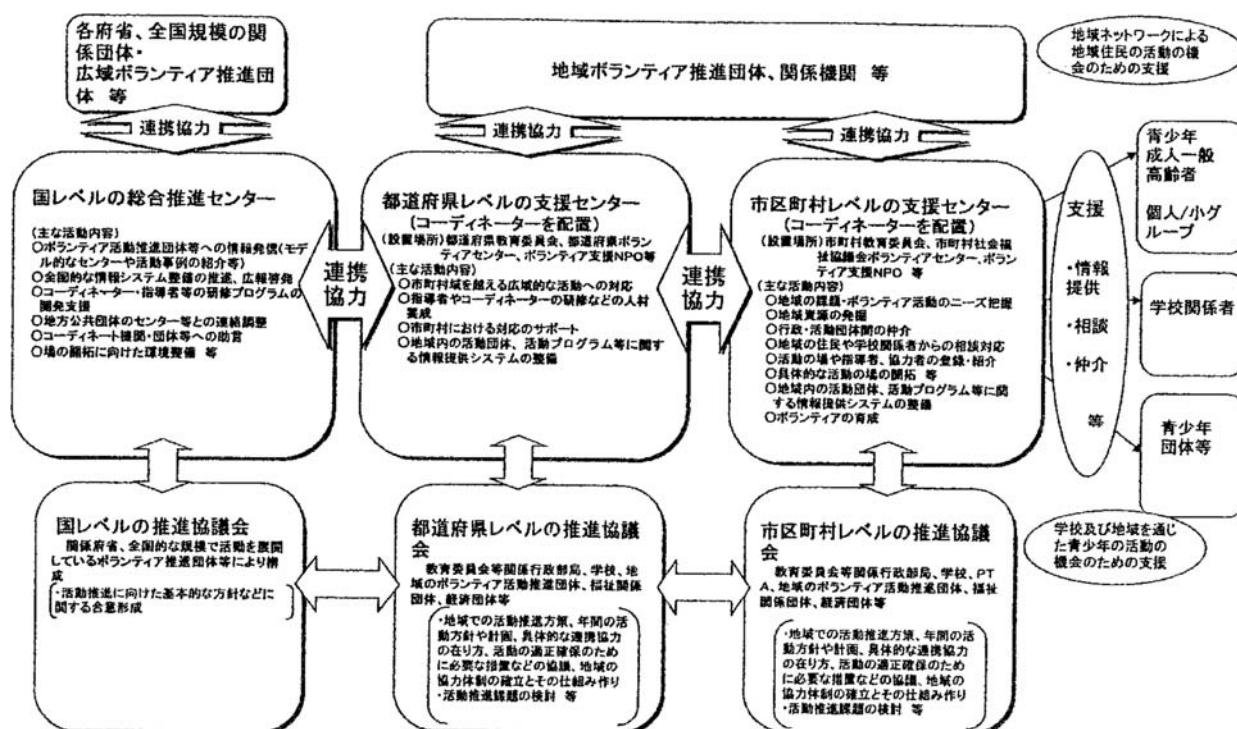 各府省、全国規模の関
係団体・
広域ボランティア推進団
体 等
地域ボランティア推進団体、関係機関 等
地域ネットワークによる
地域住民の活動の機
会のための支援
連携協力
連携協力
連携協力
国レベルの総合推進センター
(主な活動内容)
○ボランティア活動推進団体等への情報発信(モデ
ル的なセンターや活動事例の紹介等)
○全国的な情報システム整備の推進、広報啓発
○コーディネーター・指導者等の研修プログラムの
開発支援
○地方公共団体のセンター等との連絡調整
○コーディネート機関・団体等への助言
○場の開拓に向けた環境整備 等
連携
協力
都道府県レベルの支援センター
(コーディネーターを配置)
(設置場所)都道府県教育委員会、都道府県ボラン
ティアセンター、ボランティア支援NPO等
(主な活動内容)
○市町村域を越える広域的な活動への対応
○指導者やコーディネーターの研修などの人材
養成
○市町村における対応のサポート
○地域内の活動団体、活動プログラム等に関す
る情報提供システムの整備
連携
協力
市区町村レベルの支援センター
(コーディネーターを配置)
(設置場所)市町村教育委員会、市町村社会福
祉協議会ボランティアセンター、ボラン
ティア支援NPO 等
(主な活動内容)
○地域の課題・ボランティア活動のニーズ把握
○地域資源の発掘
○行政・活動団体間の仲介
○地域の住民や学校関係者からの相談対応
○活動の場や指導者、協力者の登録・紹介
○具体的な活動の場の開拓 等
○地域内の活動団体、活動プログラム等に関
する情報提供システムの整備
○ボランティアの育成
支援
・情報
提供
・相談
・仲介
等
青少年
成人一般
高齢者
個人/小グ
ループ
学校関係者
青少年
団体等
学校及び地域を通じ
た青少年の活動の
機会のための支援
国レベルの推進協議会
関係府省、全国的な規模で活動を展開
しているボランティア推進団体等により構
成
・活動推進に向けた基本的な方針などに
関する合意形成
都道府県レベルの推進協議
会
教育委員会等関係行政部局、学校、地
域のボランティア活動推進団体、福祉関係
団体、経済団体等
・地域での活動推進方策、年間の活
動方針や計画、具体的な連携協力
の在り方、活動の適正確保のため
に必要な措置などの協議、地域の
協力体制の確立とその仕組み作り
・活動推進課題の検討 等
市区町村レベルの推進協議
会
教育委員会等関係行政部局、学校、PT
A、地域のボランティア活動推進団体、福祉
関係団体、経済団体等
・地域での活動推進方策、年間の活
動方針や計画、具体的な連携協力
の在り方、活動の適正確保のため
に必要な措置などの協議、地域の
協力体制の確立とその仕組み作り
・活動推進課題の検討 等